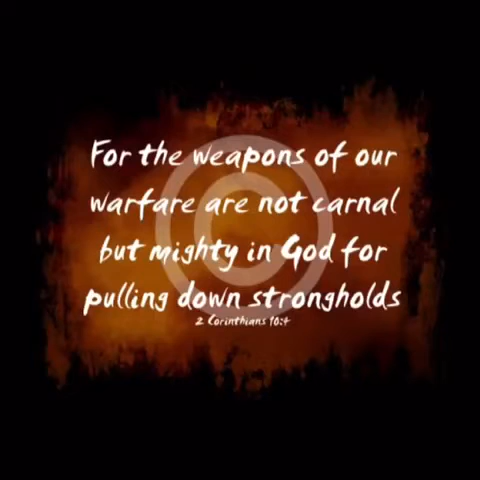 For the weapons of our
warfare are not carnal
but mighty in God for
pulling down strongholds
2 Corinthians 10:4